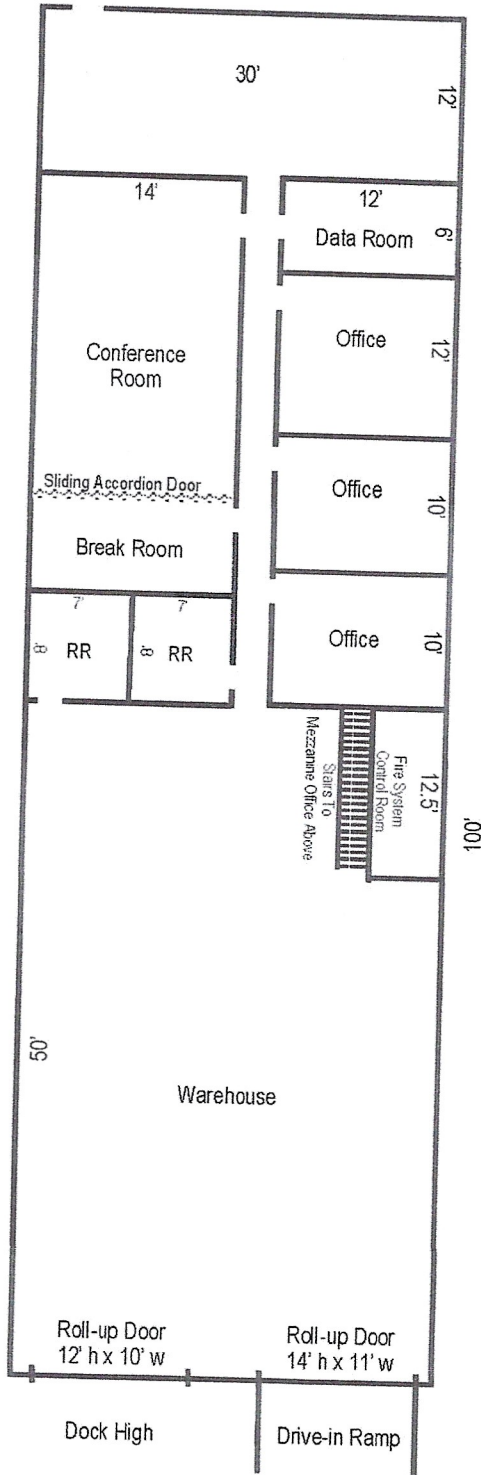 30'
12'
14'
12'
Data Room
6'
Conference
Room
Office
12'
Sliding Accordion Door
Office
10'
Break Room
7'
7'
8'
RR
8'
RR
Office
10'
Fire System
Control Room
12.5'
Stairs To
Mezzanine Office Above
100'
50'
Warehouse
Roll-up Door
12' h x 10' w
Roll-up Door
14' h x 11' w
Dock High
Drive-in Ramp